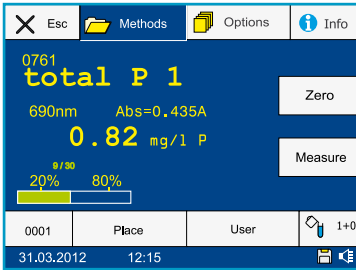 Esc Methods Options Info
0761
total P 1
Zero
690nm Abs=0.435A
0.82 mg/l P
Measure
9/30
20% 80%
0001 Place User 1+0
31.03.2012 12:15